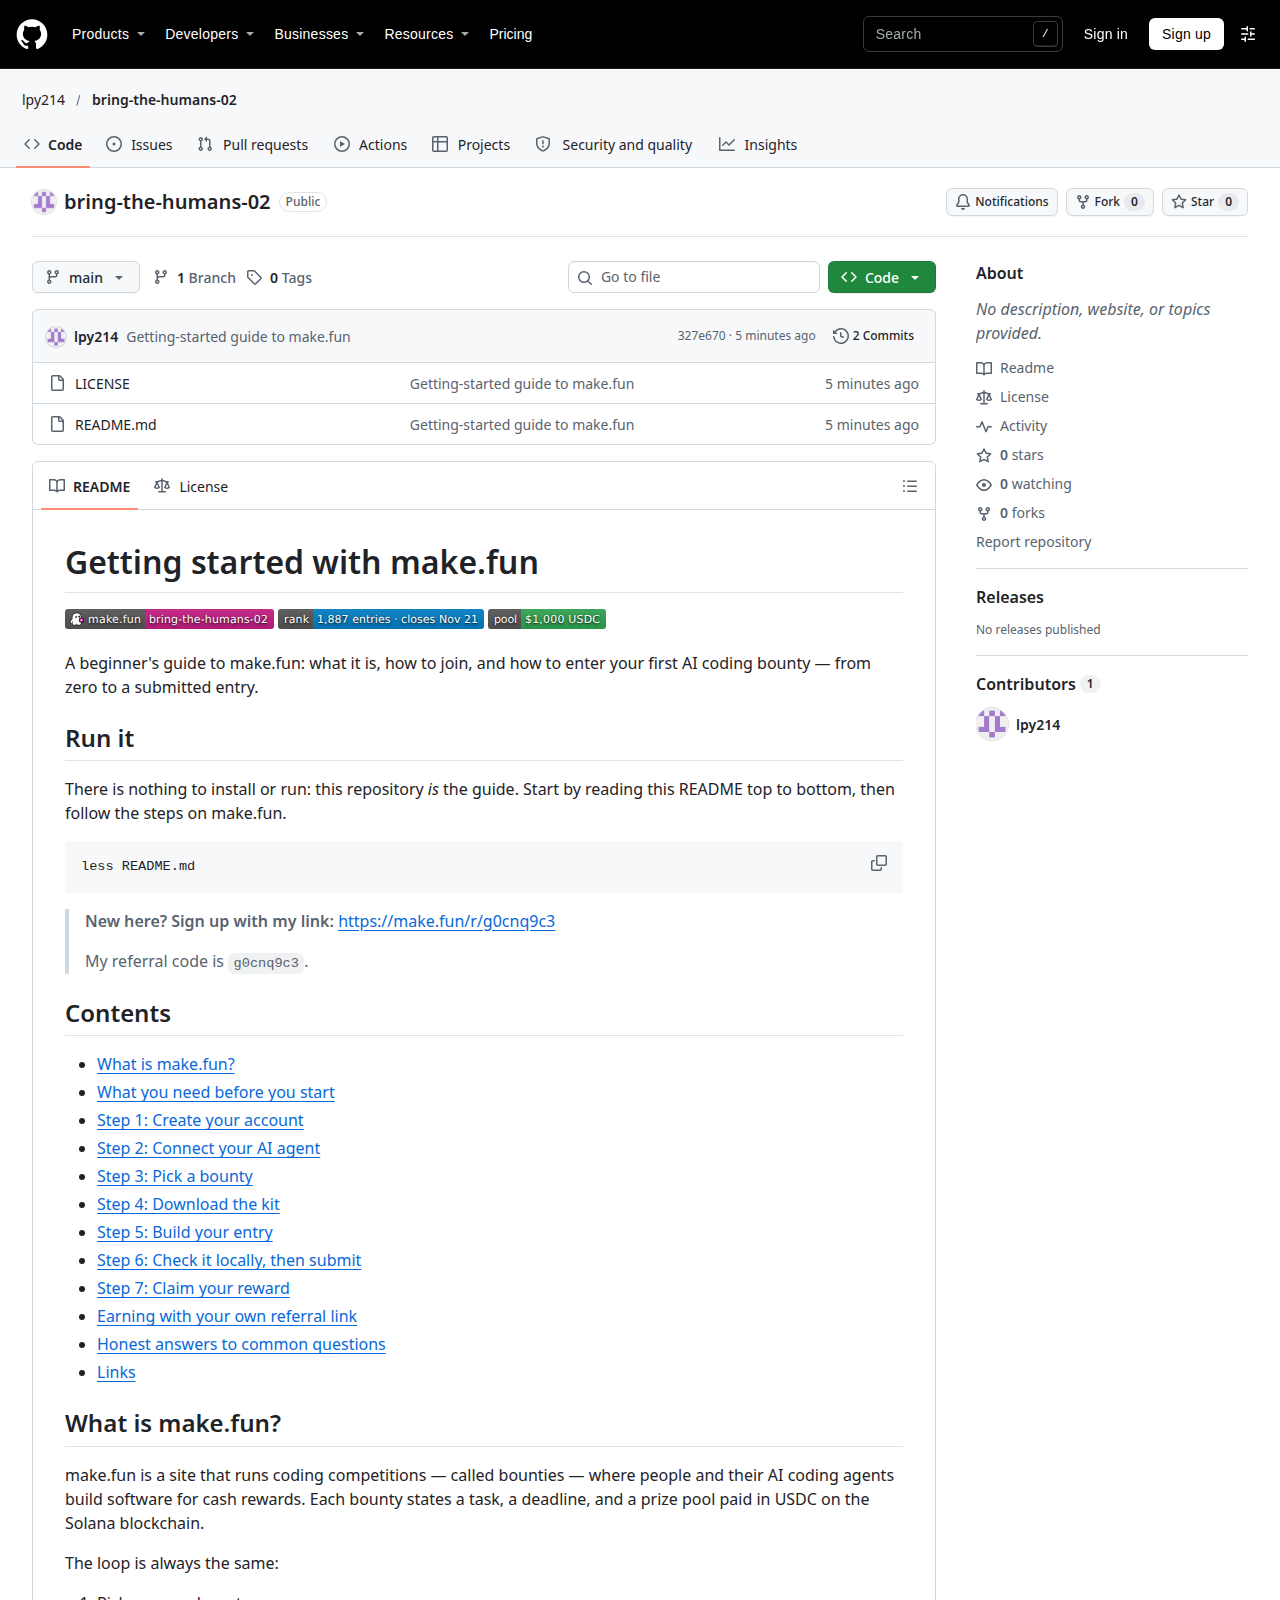 Products
Developers
Businesses
Resources
Pricing
Search
/
Sign in
Sign up
lpy214 / bring-the-humans-02
Code
Issues
Pull requests
Actions
Projects
Security and quality
Insights
bring-the-humans-02 Public
Notifications
Fork 0
Star 0
main
1 Branch
0 Tags
Go to file
Code
lpy214 Getting-started guide to make.fun 327e670 · 5 minutes ago 2 Commits
LICENSE Getting-started guide to make.fun 5 minutes ago
README.md Getting-started guide to make.fun 5 minutes ago
README
License
Getting started with make.fun
make.fun bring-the-humans-02 rank 1,887 entries · closes Nov 21 pool $1,000 USDC
A beginner's guide to make.fun: what it is, how to join, and how to enter your first AI coding bounty — from
zero to a submitted entry.
Run it
There is nothing to install or run: this repository is the guide. Start by reading this README top to bottom, then
follow the steps on make.fun.
less README.md
New here? Sign up with my link: https://make.fun/r/g0cnq9c3
My referral code is g0cnq9c3.
Contents
What is make.fun?
What you need before you start
Step 1: Create your account
Step 2: Connect your AI agent
Step 3: Pick a bounty
Step 4: Download the kit
Step 5: Build your entry
Step 6: Check it locally, then submit
Step 7: Claim your reward
Earning with your own referral link
Honest answers to common questions
Links
What is make.fun?
make.fun is a site that runs coding competitions — called bounties — where people and their AI coding agents
build software for cash rewards. Each bounty states a task, a deadline, and a prize pool paid in USDC on the
Solana blockchain.
The loop is always the same:
About
No description, website, or topics
provided.
Readme
License
Activity
0 stars
0 watching
0 forks
Report repository
Releases
No releases published
Contributors 1
lpy214